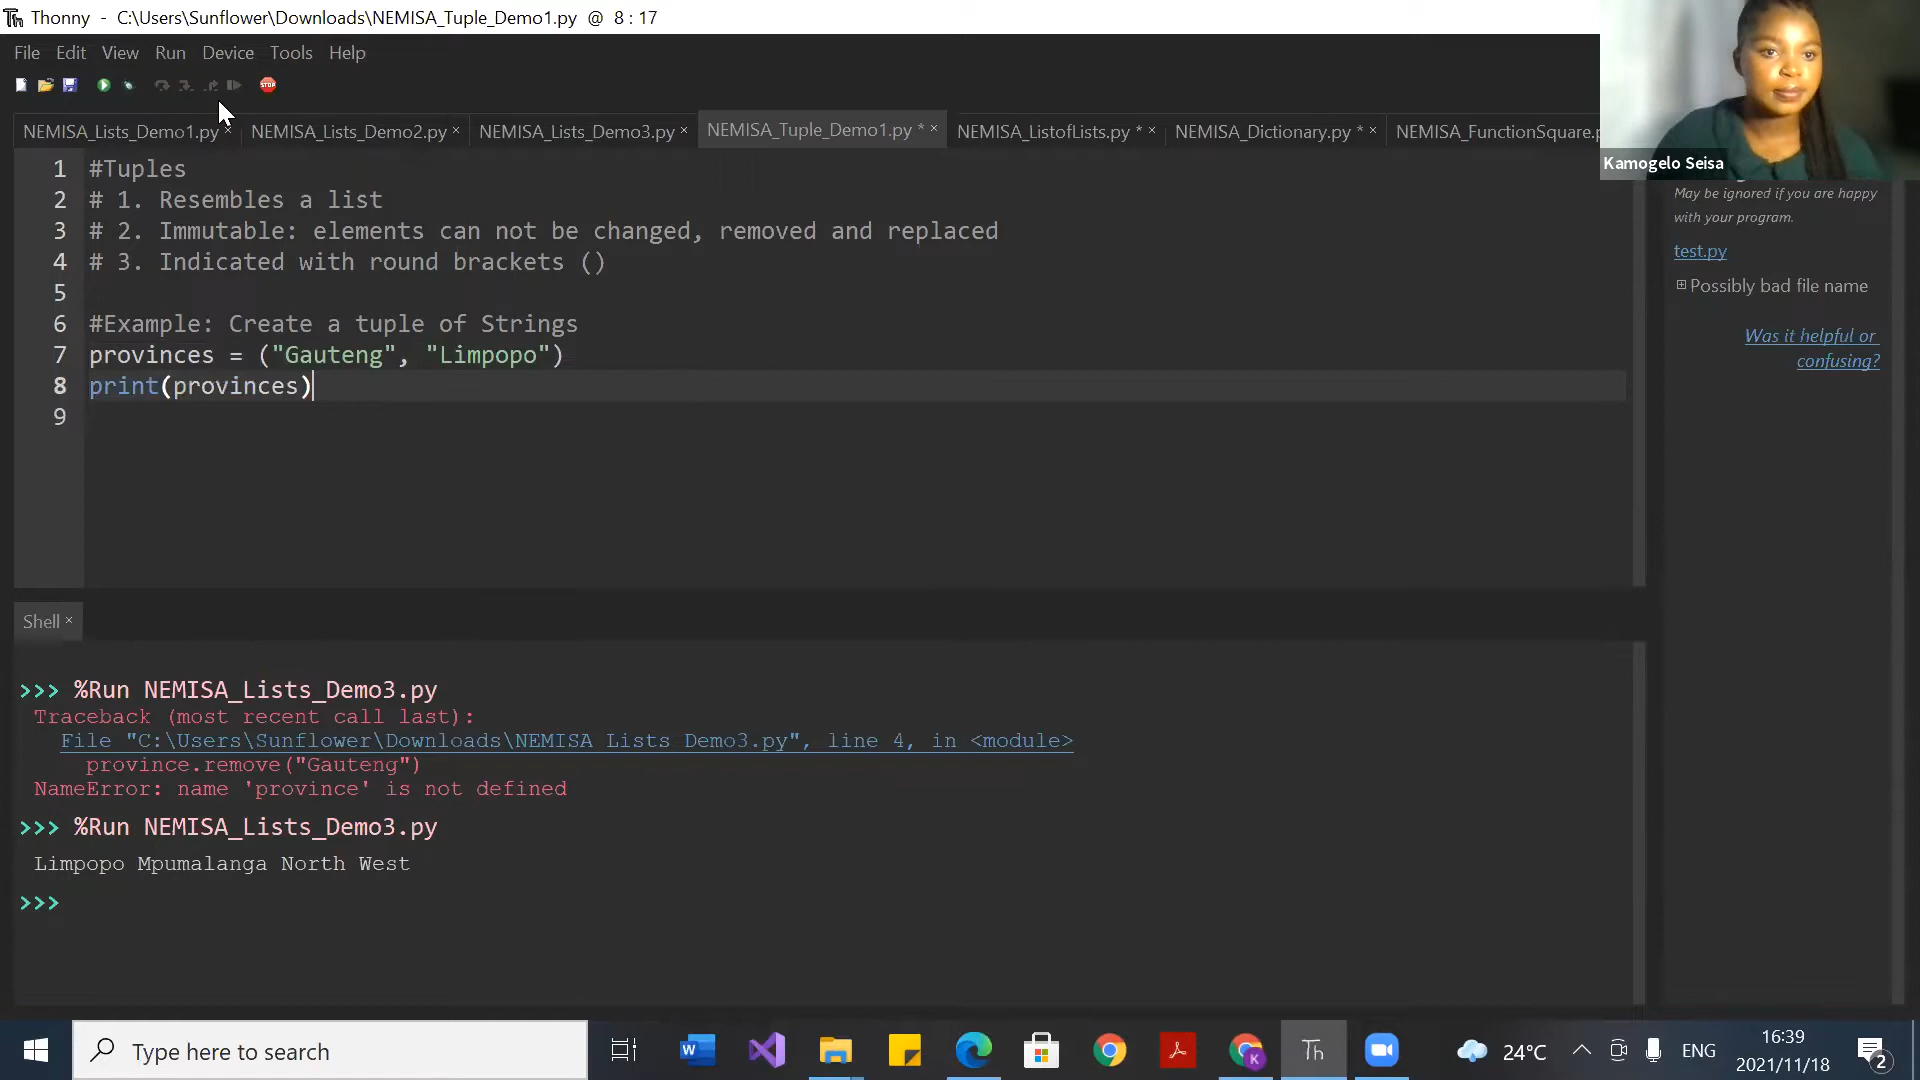 Th Thonny - C:\Users\Sunflower\Downloads\NEMISA_Tuple_Demo1.py @ 8 : 17
File Edit View Run Device Tools Help
STOP
NEMISA_Lists_Demo1.py × NEMISA_Lists_Demo2.py × NEMISA_Lists_Demo3.py × NEMISA_Tuple_Demo1.py * × NEMISA_ListofLists.py * × NEMISA_Dictionary.py * × NEMISA_FunctionSquare.p
Kamogelo Seisa
1 #Tuples
2 # 1. Resembles a list
3 # 2. Immutable: elements can not be changed, removed and replaced
4 # 3. Indicated with round brackets ()
5
6 #Example: Create a tuple of Strings
7 provinces = ("Gauteng", "Limpopo")
8 print(provinces)
9
May be ignored if you are happy
with your program.
test.py
Possibly bad file name
Was it helpful or
confusing?
Shell ×
>>> %Run NEMISA_Lists_Demo3.py
Traceback (most recent call last):
File "C:\Users\Sunflower\Downloads\NEMISA_Lists_Demo3.py", line 4, in <module>
province.remove("Gauteng")
NameError: name 'province' is not defined
>>> %Run NEMISA_Lists_Demo3.py
Limpopo Mpumalanga North West
>>>
Type here to search
W
K
Th
24°C
ENG
16:39
2021/11/18
2